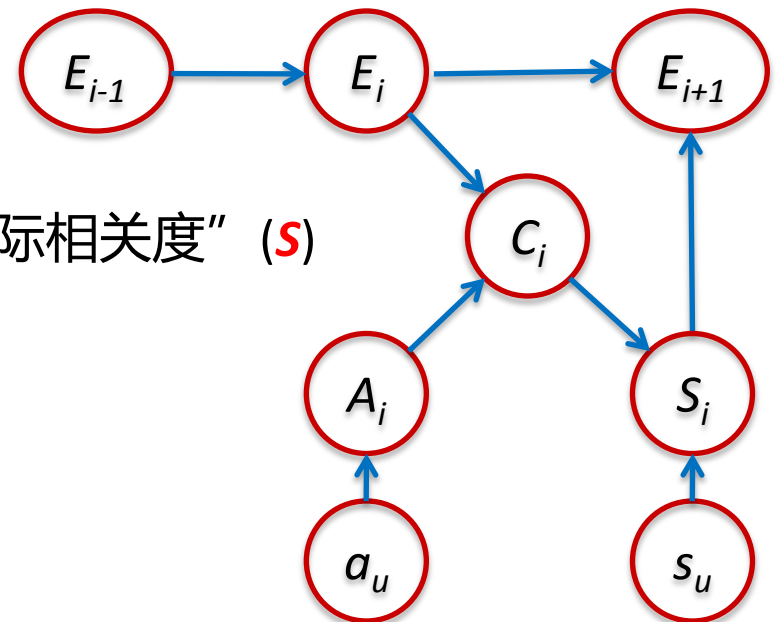 E_{i-1} E_i E_{i+1}
际相关度” (S)
C_i
A_i S_i
a_u s_u